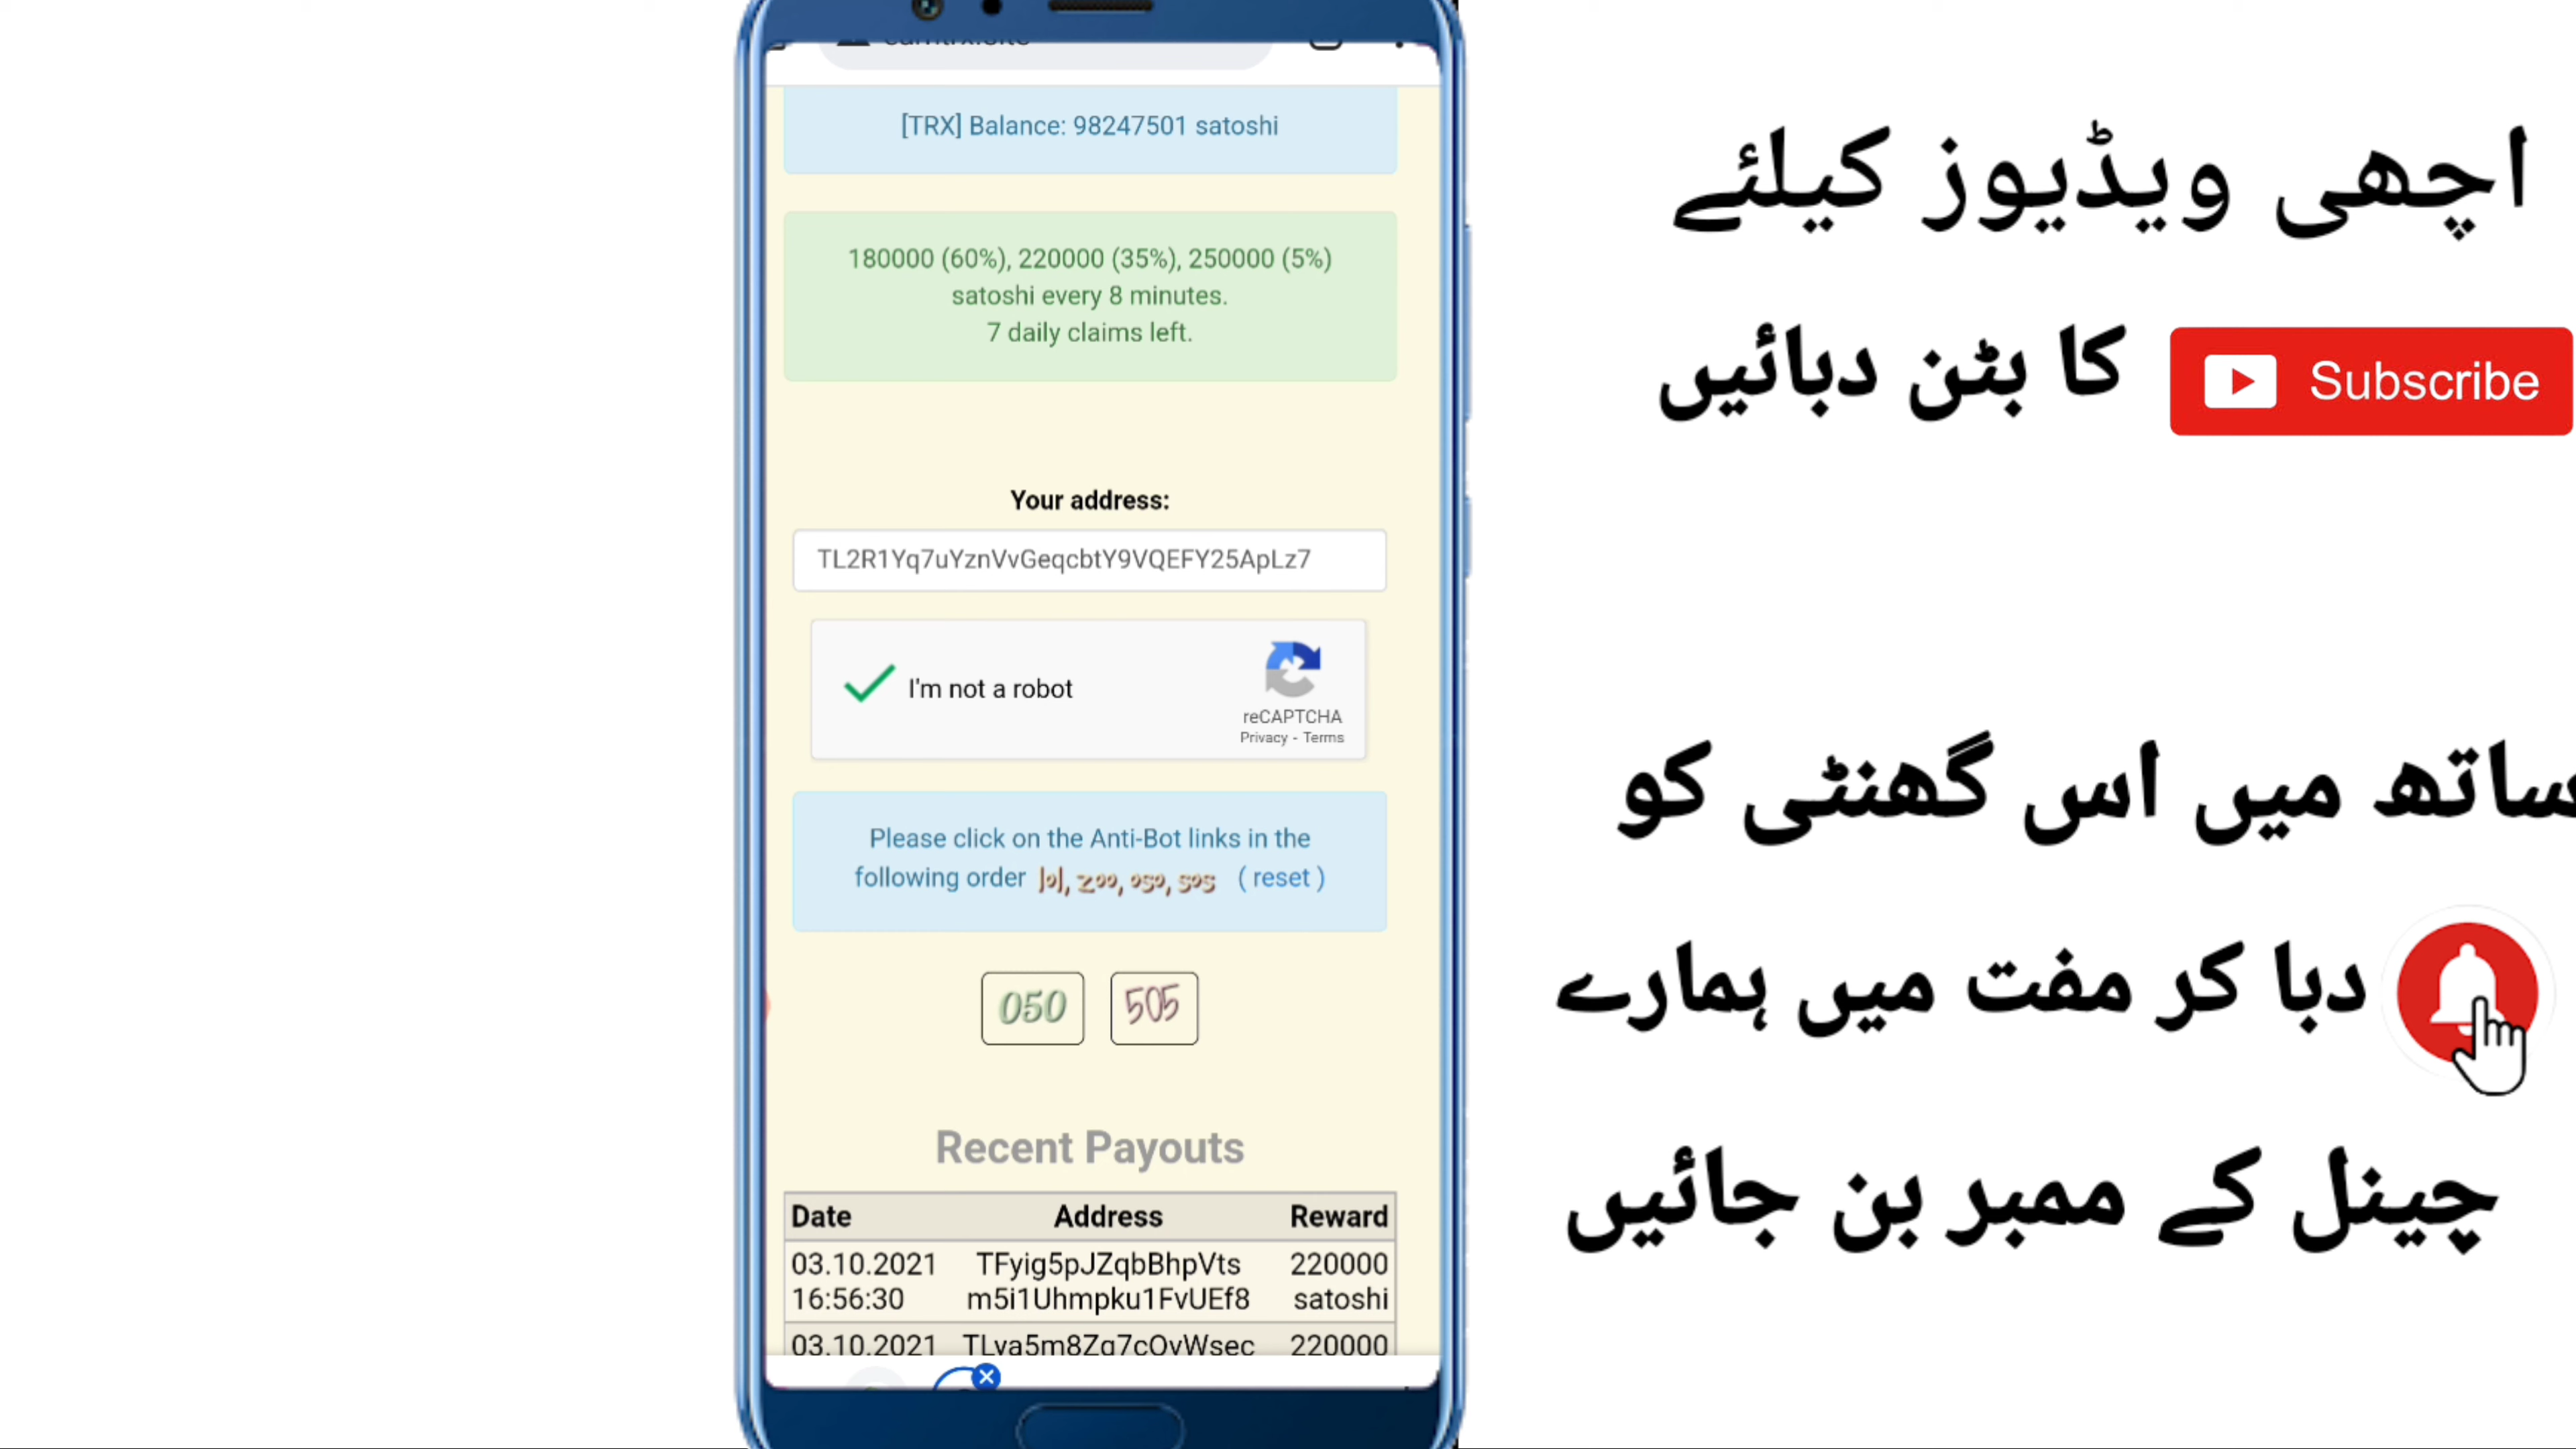 [TRX] Balance: 98247501 satoshi
180000 (60%), 220000 (35%), 250000 (5%)
satoshi every 8 minutes.
7 daily claims left.
Your address:
TL2R1Yq7uYznVvGeqcbtY9VQEFY25ApLz7
I'm not a robot
reCAPTCHA
Privacy - Terms
Please click on the Anti-Bot links in the
following order lol, zoo, oso, sos ( reset )
050 505
Recent Payouts
Date Address Reward
03.10.2021 TFyig5pJZqbBhpVts 220000
16:56:30 m5i1Uhmpku1FvUEf8 satoshi
03.10.2021 220000
اچھی ویڈیوز کیلئے
Subscribe کا بٹن دبائیں
ساتھ میں اس گھنٹی کو
دبا کر مفت میں ہمارے
چینل کے ممبر بن جائیں